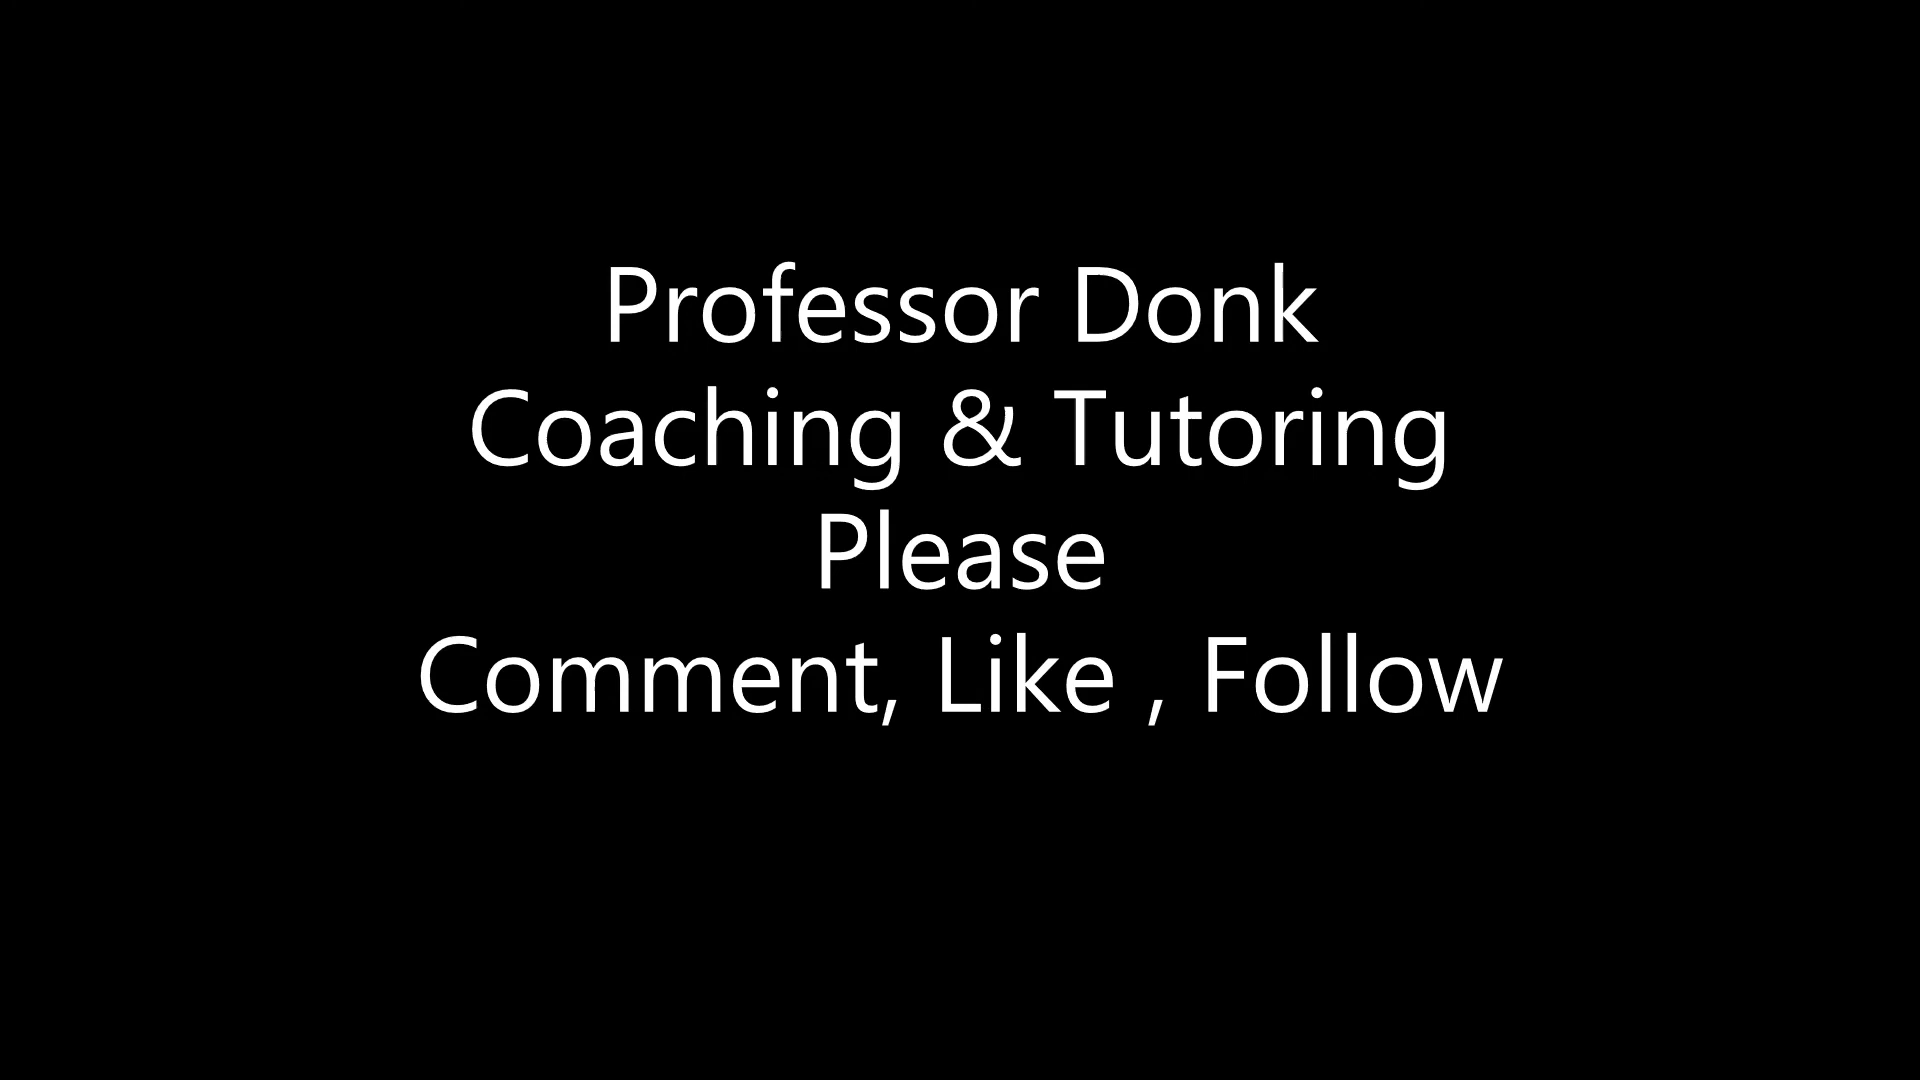 Professor Donk
Coaching & Tutoring
Please
Comment, Like , Follow